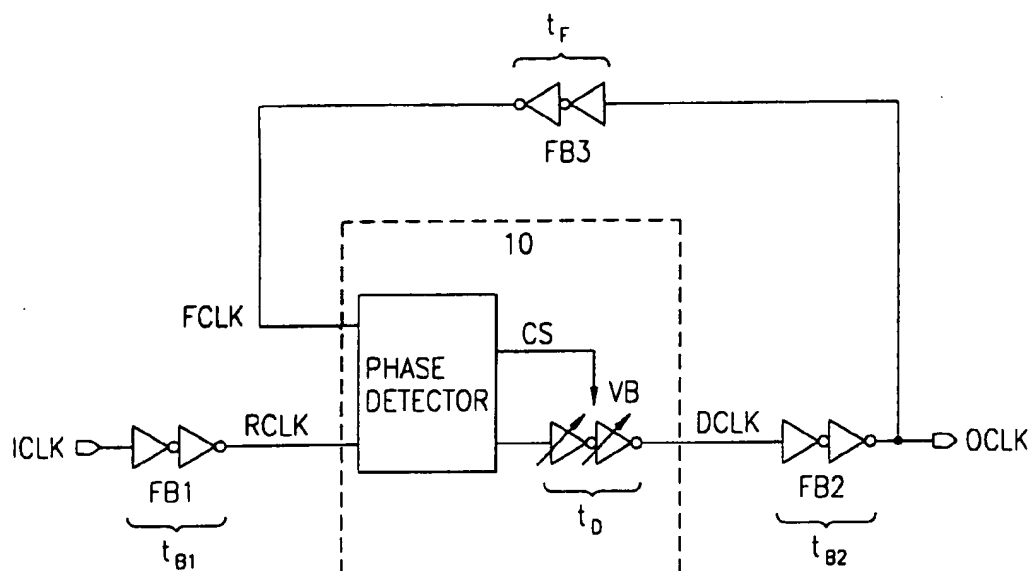 t_F
FB3
10
FCLK
CS
PHASE
DETECTOR
VB
ICLK
RCLK
DCLK
OCLK
FB1
FB2
t_D
t_B1
t_B2